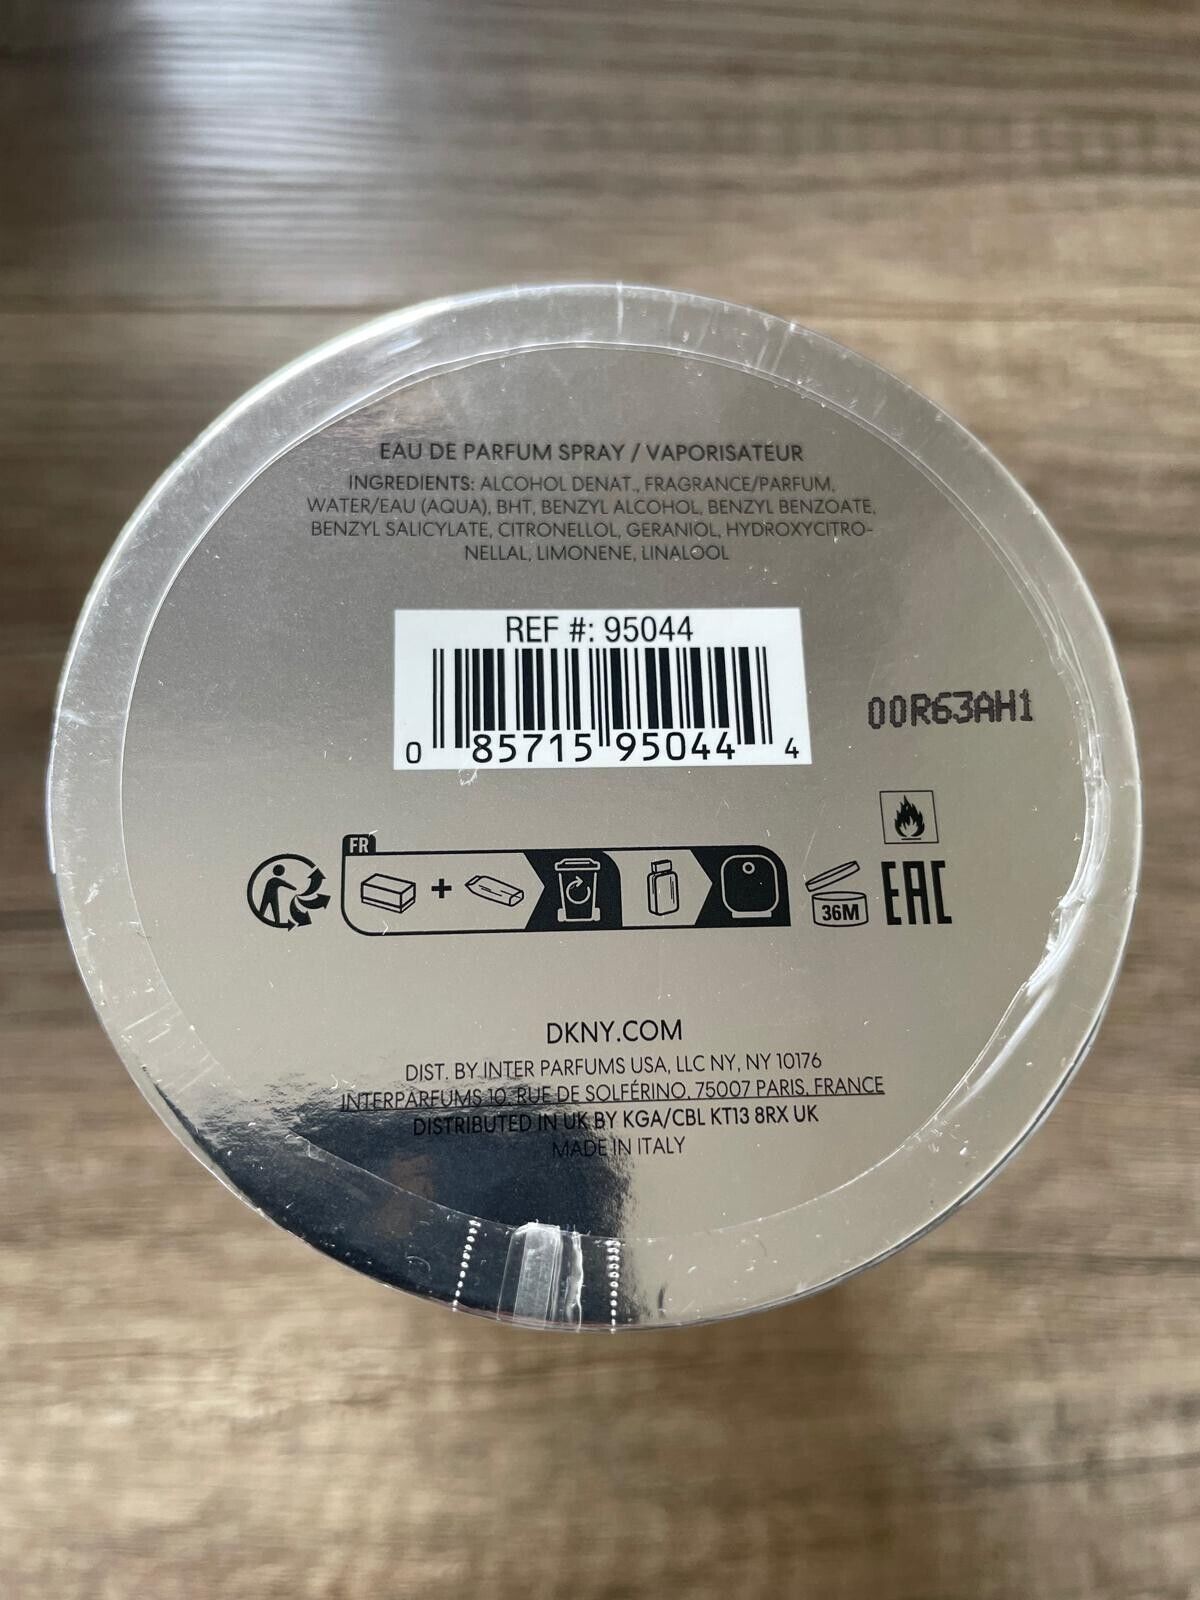 EAU DE PARFUM SPRAY / VAPORISATEUR
INGREDIENTS: ALCOHOL DENAT., FRAGRANCE/PARFUM,
WATER/EAU (AQUA), BHT, BENZYL ALCOHOL, BENZYL BENZOATE,
BENZYL SALICYLATE, CITRONELLOL, GERANIOL, HYDROXYCITRO-
NELLAL, LIMONENE, LINALOOL
REF #: 95044
0 85715 95044 4
00R63AH1
FR
36M
EAC
DKNY.COM
DIST. BY INTER PARFUMS USA, LLC NY, NY 10176
INTERPARFUMS 10, RUE DE SOLFÉRINO, 75007 PARIS, FRANCE
DISTRIBUTED IN UK BY KGA/CBL KT13 8RX UK
MADE IN ITALY